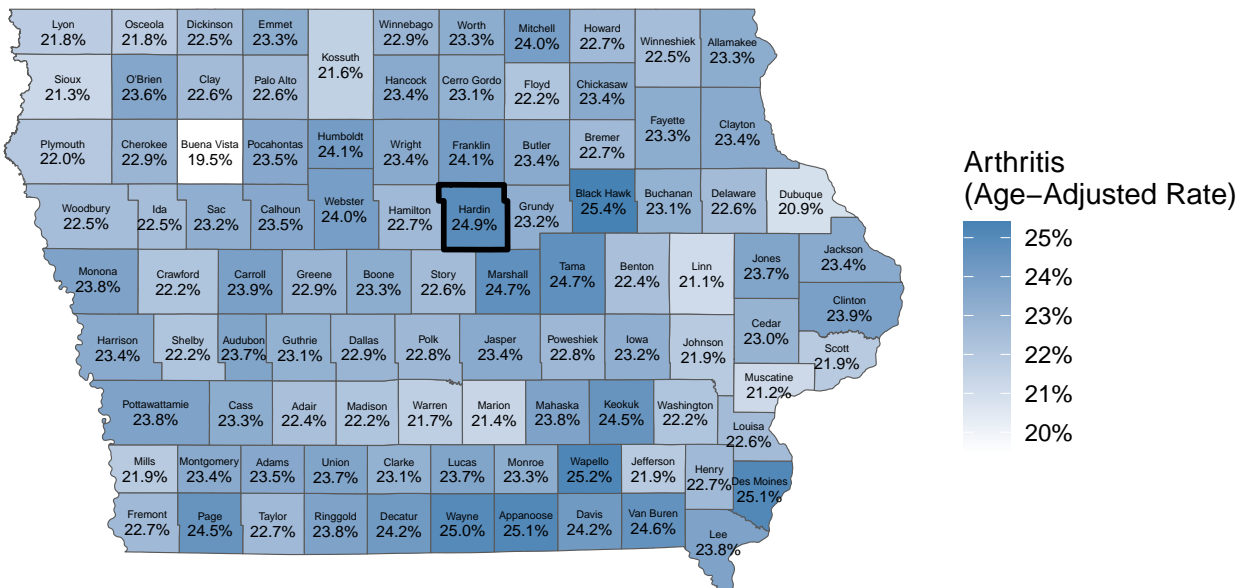 Lyon
21.8%
Osceola
21.8%
Dickinson
22.5%
Emmet
23.3%
Kossuth
21.6%
Winnebago
22.9%
Worth
23.3%
Mitchell
24.0%
Howard
22.7%
Winneshiek
22.5%
Allamakee
23.3%
Sioux
21.3%
O'Brien
23.6%
Clay
22.6%
Palo Alto
22.6%
Hancock
23.4%
Cerro Gordo
23.1%
Floyd
22.2%
Chickasaw
23.4%
Fayette
23.3%
Clayton
23.4%
Plymouth
22.0%
Cherokee
22.9%
Buena Vista
19.5%
Pocahontas
23.5%
Humboldt
24.1%
Wright
23.4%
Franklin
24.1%
Butler
23.4%
Bremer
22.7%
Woodbury
22.5%
Ida
22.5%
Sac
23.2%
Calhoun
23.5%
Webster
24.0%
Hamilton
22.7%
Hardin
24.9%
Grundy
23.2%
Black Hawk
25.4%
Buchanan
23.1%
Delaware
22.6%
Dubuque
20.9%
Monona
23.8%
Crawford
22.2%
Carroll
23.9%
Greene
22.9%
Boone
23.3%
Story
22.6%
Marshall
24.7%
Tama
24.7%
Benton
22.4%
Linn
21.1%
Jones
23.7%
Jackson
23.4%
Clinton
23.9%
Harrison
23.4%
Shelby
22.2%
Audubon
23.7%
Guthrie
23.1%
Dallas
22.9%
Polk
22.8%
Jasper
23.4%
Poweshiek
22.8%
Iowa
23.2%
Johnson
21.9%
Cedar
23.0%
Scott
21.9%
Muscatine
21.2%
Pottawattamie
23.8%
Cass
23.3%
Adair
22.4%
Madison
22.2%
Warren
21.7%
Marion
21.4%
Mahaska
23.8%
Keokuk
24.5%
Washington
22.2%
Louisa
22.6%
Mills
21.9%
Montgomery
23.4%
Adams
23.5%
Union
23.7%
Clarke
23.1%
Lucas
23.7%
Monroe
23.3%
Wapello
25.2%
Jefferson
21.9%
Henry
22.7%
Des Moines
25.1%
Fremont
22.7%
Page
24.5%
Taylor
22.7%
Ringgold
23.8%
Decatur
24.2%
Wayne
25.0%
Appanoose
25.1%
Davis
24.2%
Van Buren
24.6%
Lee
23.8%
Arthritis
(Age−Adjusted Rate)
25%
24%
23%
22%
21%
20%